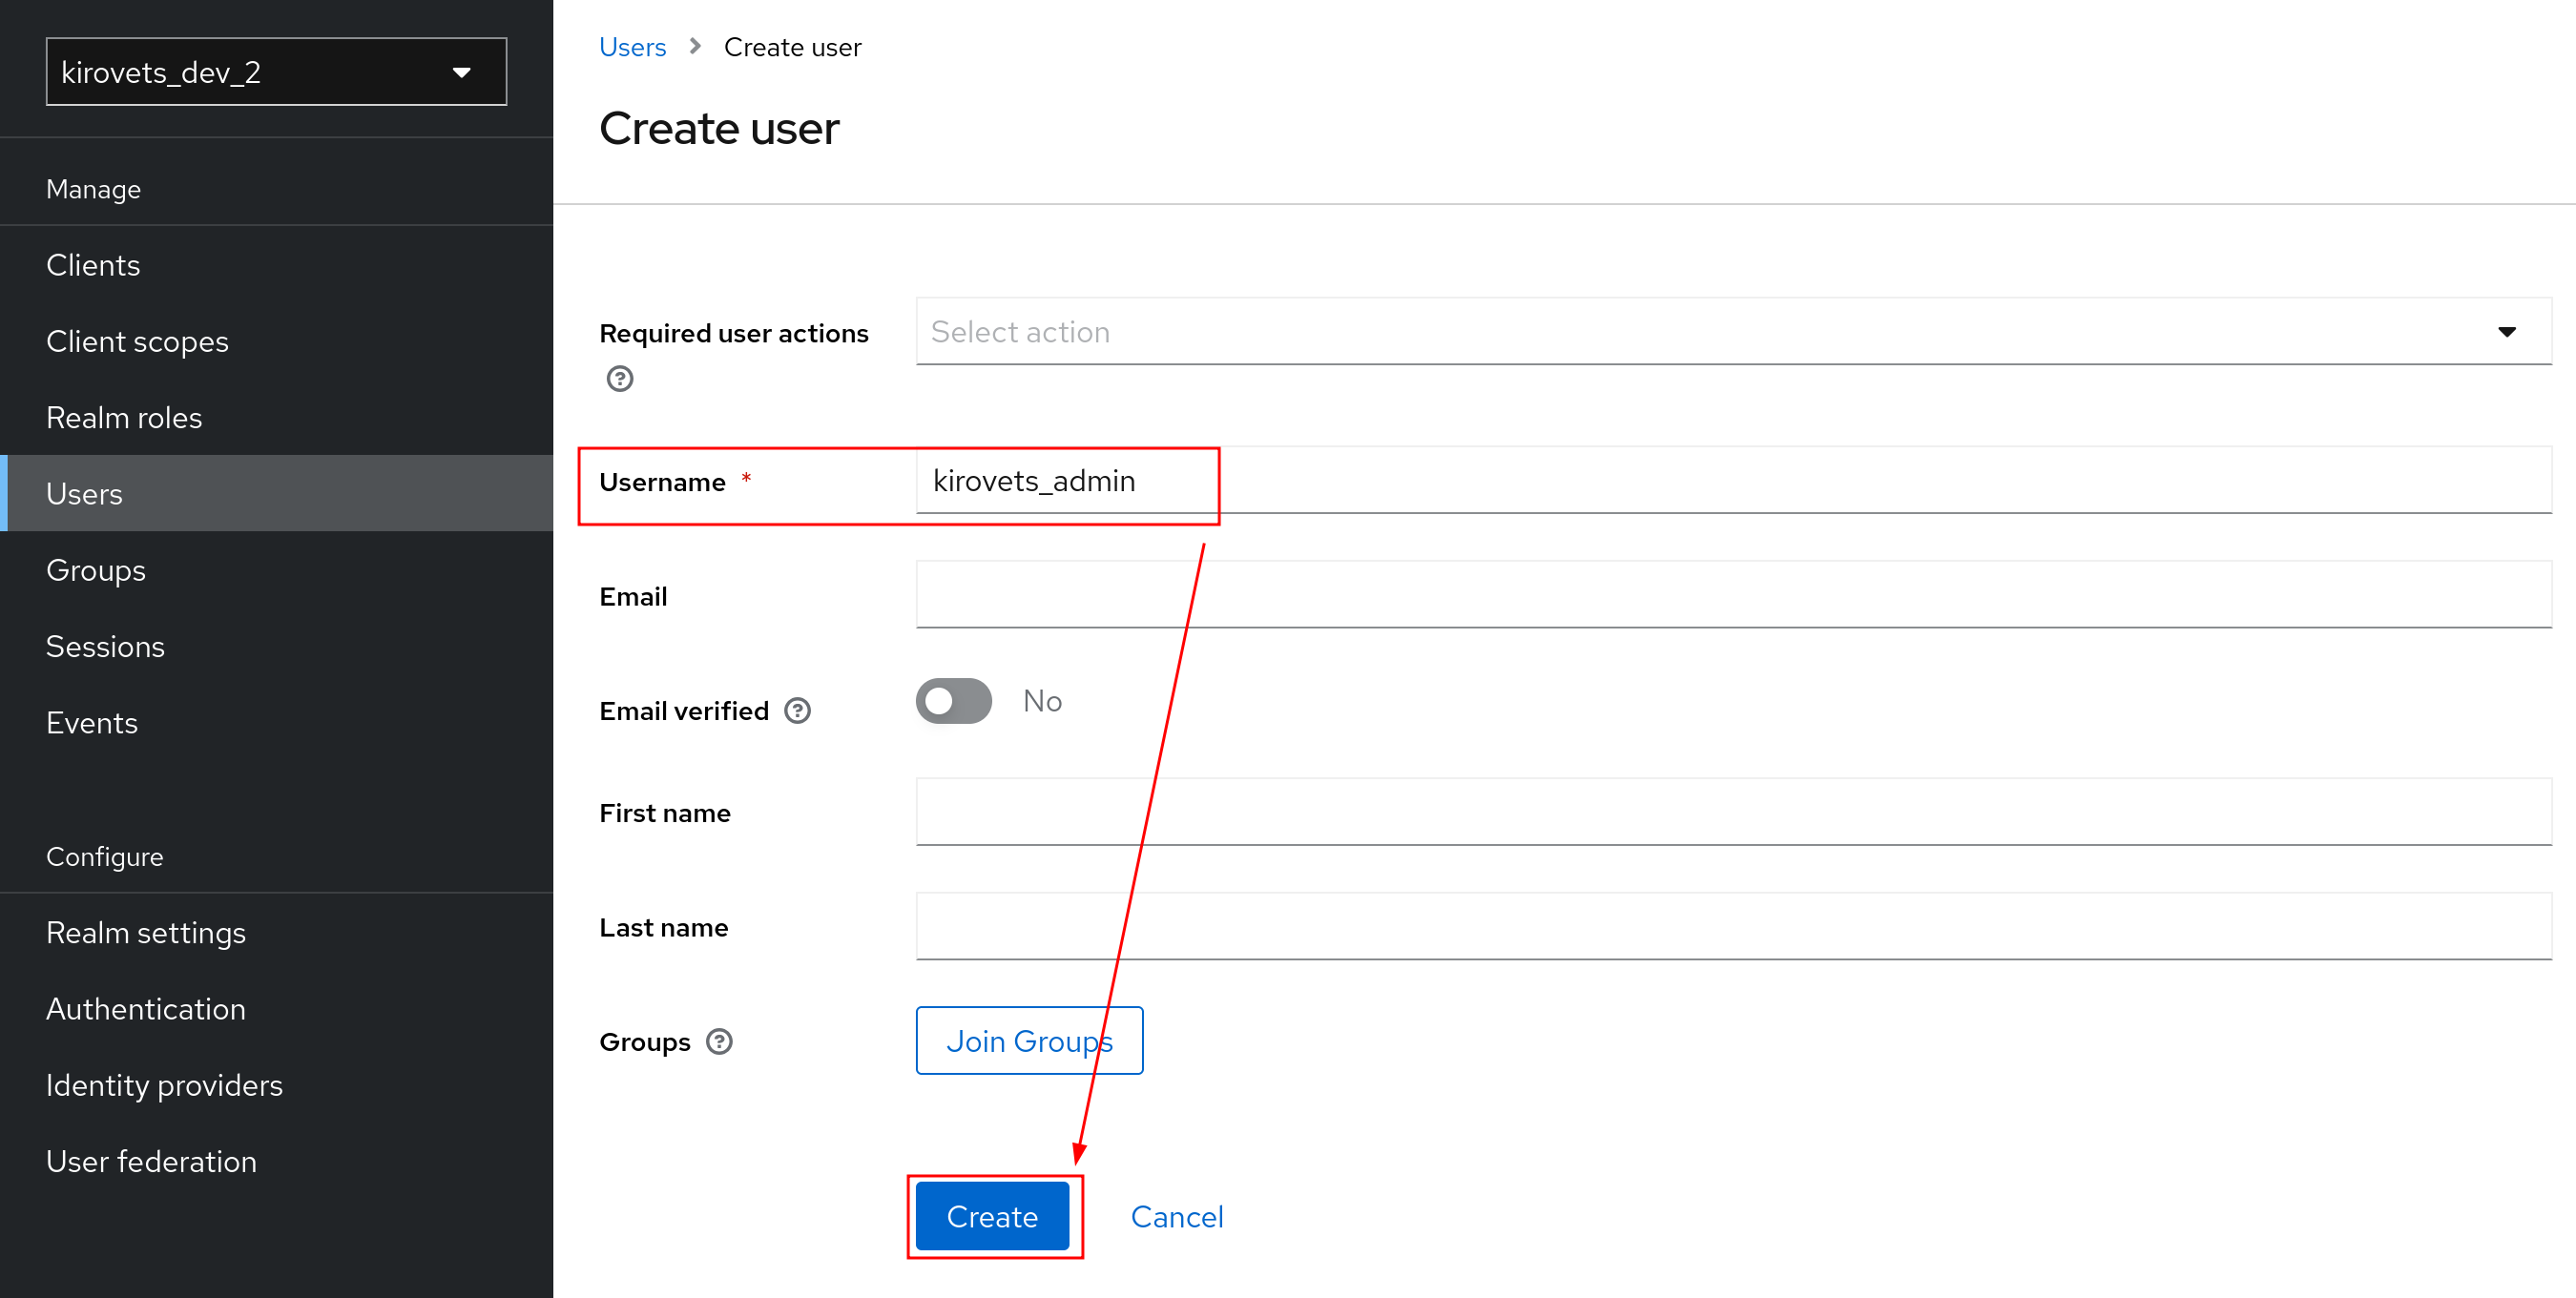 kirovets_dev_2
Manage
Clients
Client scopes
Realm roles
Users
Groups
Sessions
Events
Configure
Realm settings
Authentication
Identity providers
User federation
Users > Create user
Create user
Required user actions
Select action
Username *
kirovets_admin
Email
Email verified
No
First name
Last name
Groups
Join Groups
Create
Cancel